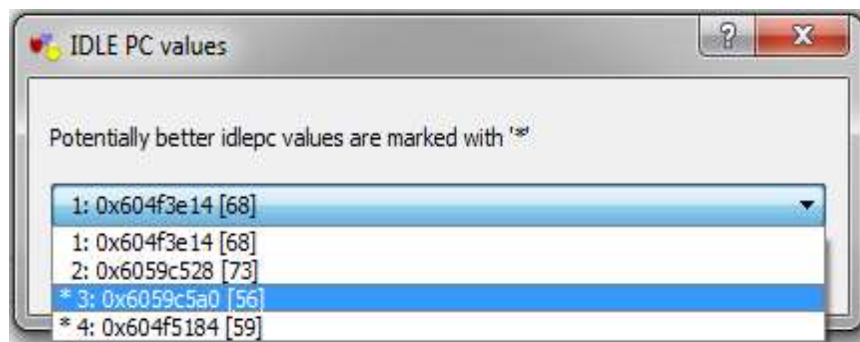 IDLE PC values
Potentially better idlepc values are marked with '*'
1: 0x604f3e14 [68]
1: 0x604f3e14 [68]
2: 0x6059c528 [73]
* 3: 0x6059c5a0 [56]
* 4: 0x604f5184 [59]